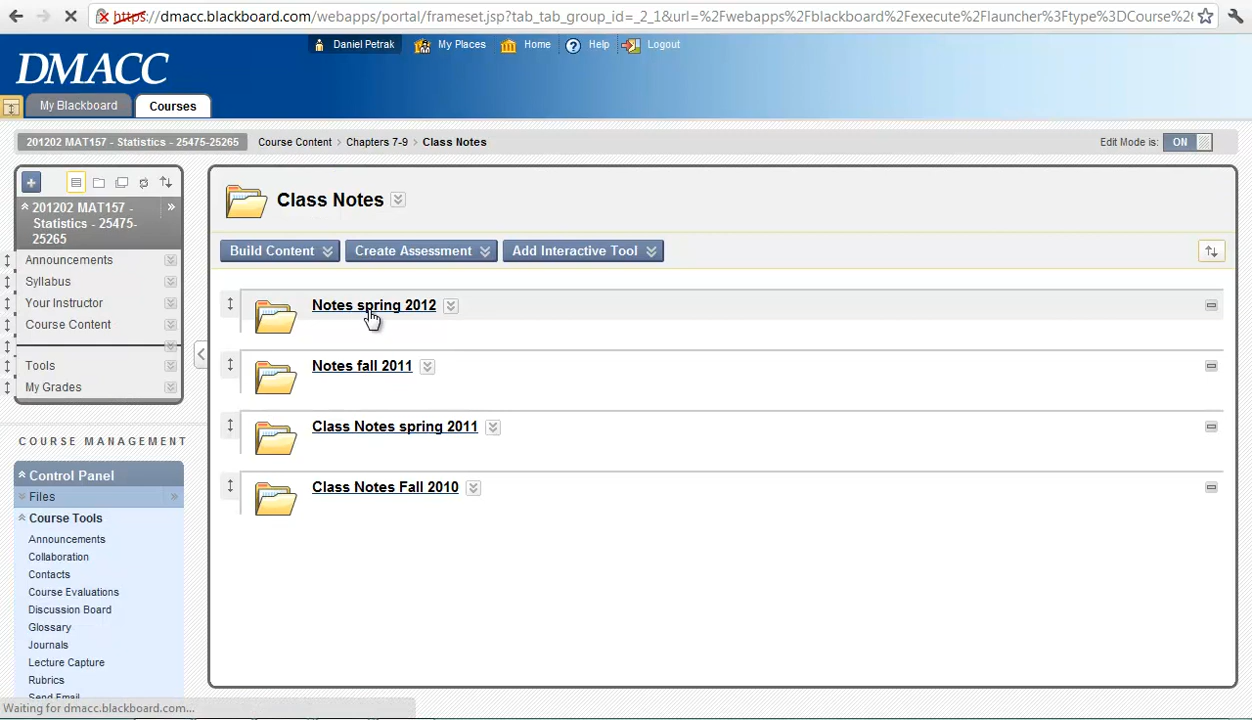 https://dmacc.blackboard.com/webapps/portal/frameset.jsp?tab_tab_group_id=_2_1&url=%2Fwebapps%2Fblackboard%2Fexecute%2Flauncher%3Ftype%3DCourse%26
Daniel Petrak My Places Home Help Logout
DMACC
My Blackboard Courses
201202 MAT157 - Statistics - 25475-25265 Course Content > Chapters 7-9 > Class Notes Edit Mode is: ON
Class Notes
201202 MAT157 -
Statistics - 25475-
25265
Announcements
Syllabus
Your Instructor
Course Content
Tools
My Grades
COURSE MANAGEMENT
Control Panel
Files
Course Tools
Announcements
Collaboration
Contacts
Course Evaluations
Discussion Board
Glossary
Journals
Lecture Capture
Rubrics
Send Email
Build Content Create Assessment Add Interactive Tool
Notes spring 2012
Notes fall 2011
Class Notes spring 2011
Class Notes Fall 2010
Waiting for dmacc.blackboard.com...